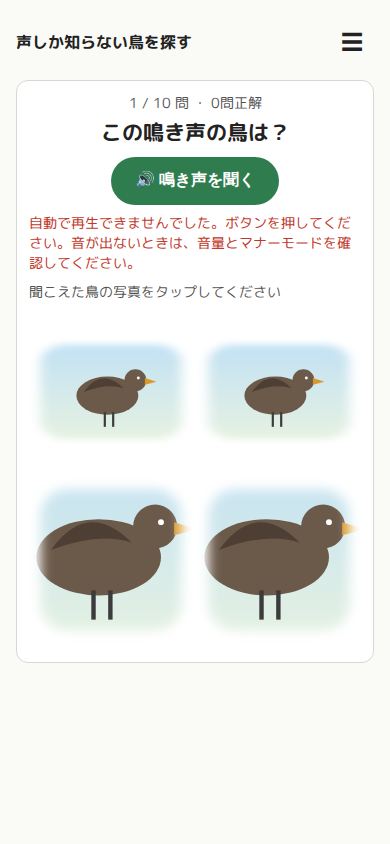 声しか知らない鳥を探す
1 / 10 問 · 0問正解
この鳴き声の鳥は？
🔊 鳴き声を聞く
自動で再生できませんでした。ボタンを押してくだ
さい。音が出ないときは、音量とマナーモードを確
認してください。
聞こえた鳥の写真をタップしてください